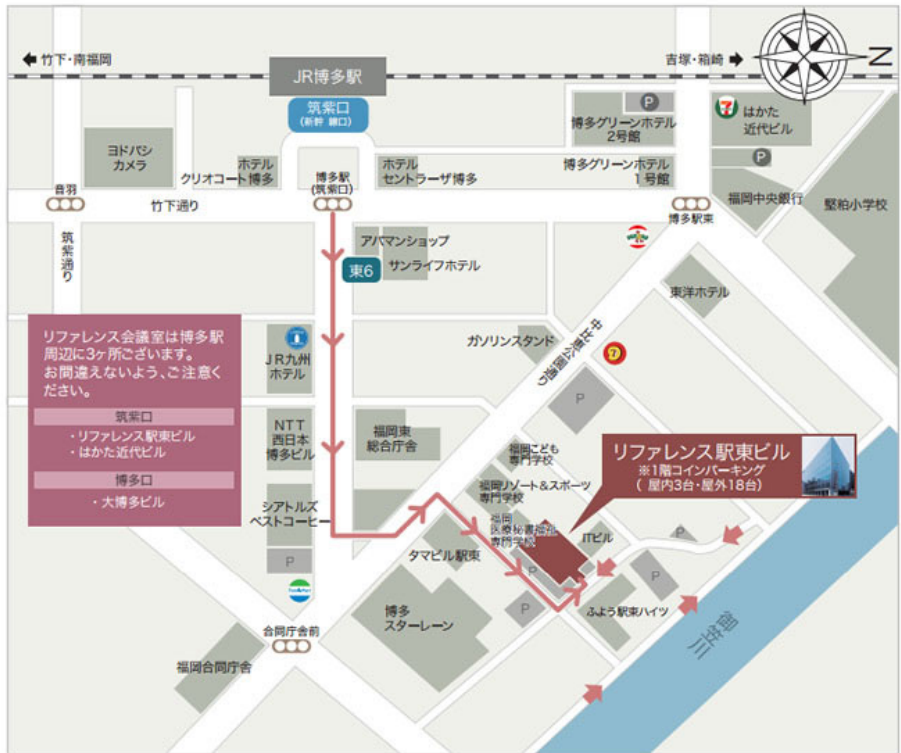 竹下・南福岡
吉塚・箱崎
N
JR博多駅
筑紫口
(新幹線口)
P
博多グリーンホテル
2号館
はかた
近代ビル
ヨドバシ
カメラ
ホテル
クリオコート博多
ホテル
セントラーザ博多
博多グリーンホテル
1号館
P
音羽
竹下通り
博多駅
(筑紫口)
博多駅東
福岡中央銀行
堅粕小学校
筑紫通り
アパマンショップ
サンライフホテル
東6
東洋ホテル
リファレンス会議室は博多駅
周辺に3ヶ所ございます。
お間違えないよう、ご注意く
ださい。
筑紫口
・リファレンス駅東ビル
・はかた近代ビル
博多口
・大博多ビル
JR九州
ホテル
ガソリンスタンド
中比恵公園通り
7
P
NTT
西日本
博多ビル
福岡東
総合庁舎
福岡こども
専門学校
リファレンス駅東ビル
※1階コインパーキング
( 屋内3台・屋外18台)
福岡リゾート&スポーツ
専門学校
シアトルズ
ベストコーヒー
福岡
医療秘書福祉
専門学校
ITビル
P
タマビル駅東
P
P
P
P
FamilyMart
博多
スターレーン
ふよう駅東ハイツ
御笠川
合同庁舎前
福岡合同庁舎